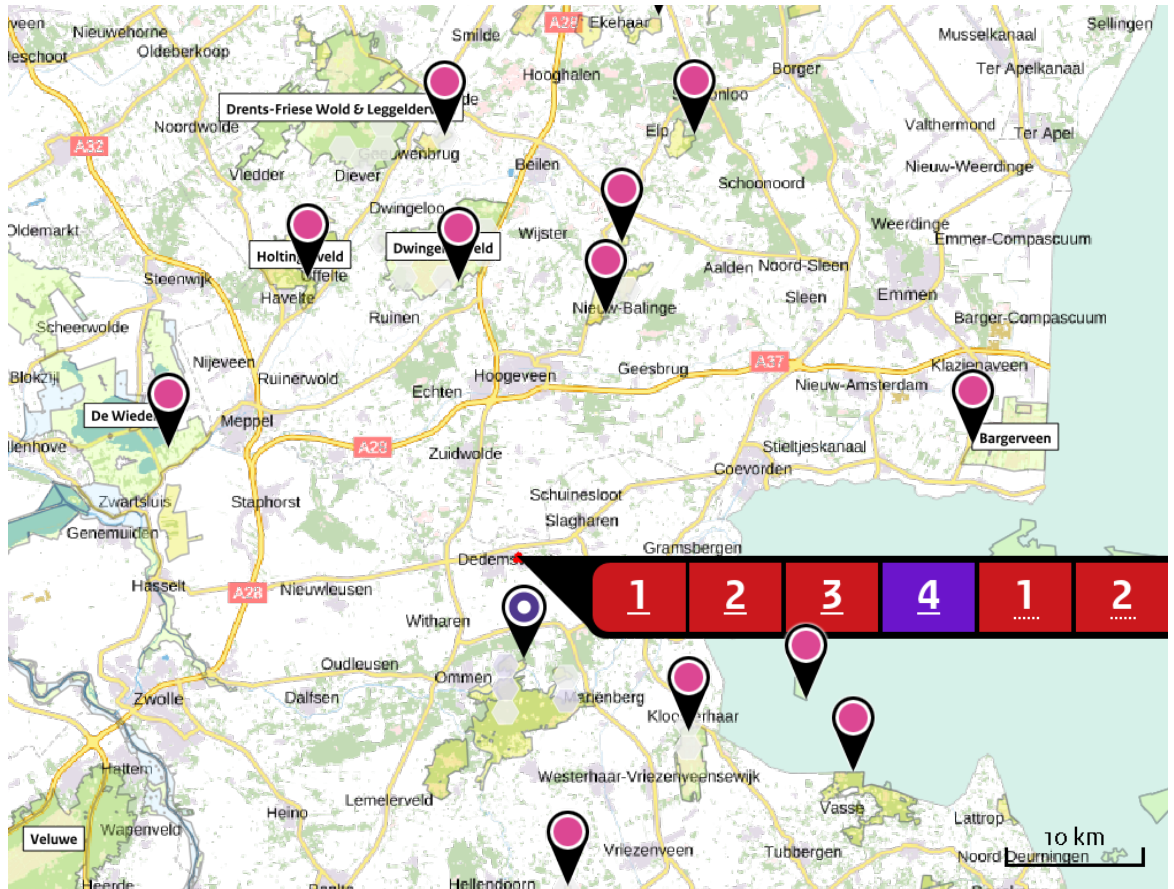 Ekehaar
Sellingen
Nieuwehorne
Oldeberkoop
Smilde
A28
Musselkanaal
Hooghalen
Borger
Ter Apelkanaal
Drents-Friese Wold &
Noordwolde
Valthermond
Ter Apel
A32
Elp
Beilen
Nieuw-Weerdinge
Vledder
Diever
Schoonoord
Dwingeloo
Weerdinge
Oldemarkt
Wijster
Emmer-Compascuum
Aalden
Noord-Sleen
Steenwijk
Havelte
Sleen
Emmen
Nieuw-Balinge
Scheerwolde
Ruinen
Barger-Compascuum
Nijeveen
A37
Klazienaveen
Blokzijl
Ruinerwold
Hoogeveen
Geesbrug
Nieuw-Amsterdam
Echten
De Wieden
Meppel
Bargerveen
A28
Zuidwolde
Stieltjeskanaal
Coevorden
Zwartsluis
Staphorst
Schuinesloot
Slagharen
Genemuiden
Gramsbergen
Hasselt
A28
Nieuwleusen
1 2 3 4 1 2
Witharen
Oudleusen
Ommen
Zwolle
Dalfsen
Mariënberg
Hattem
Westerhaar-Vriezenveensewijk
Lemelerveld
Heino
Vasse
Lattrop
Veluwe
Wapenveld
10 km
Vriezenveen
Tubbergen
Noord Deurningen
Heerde
Hellendoorn